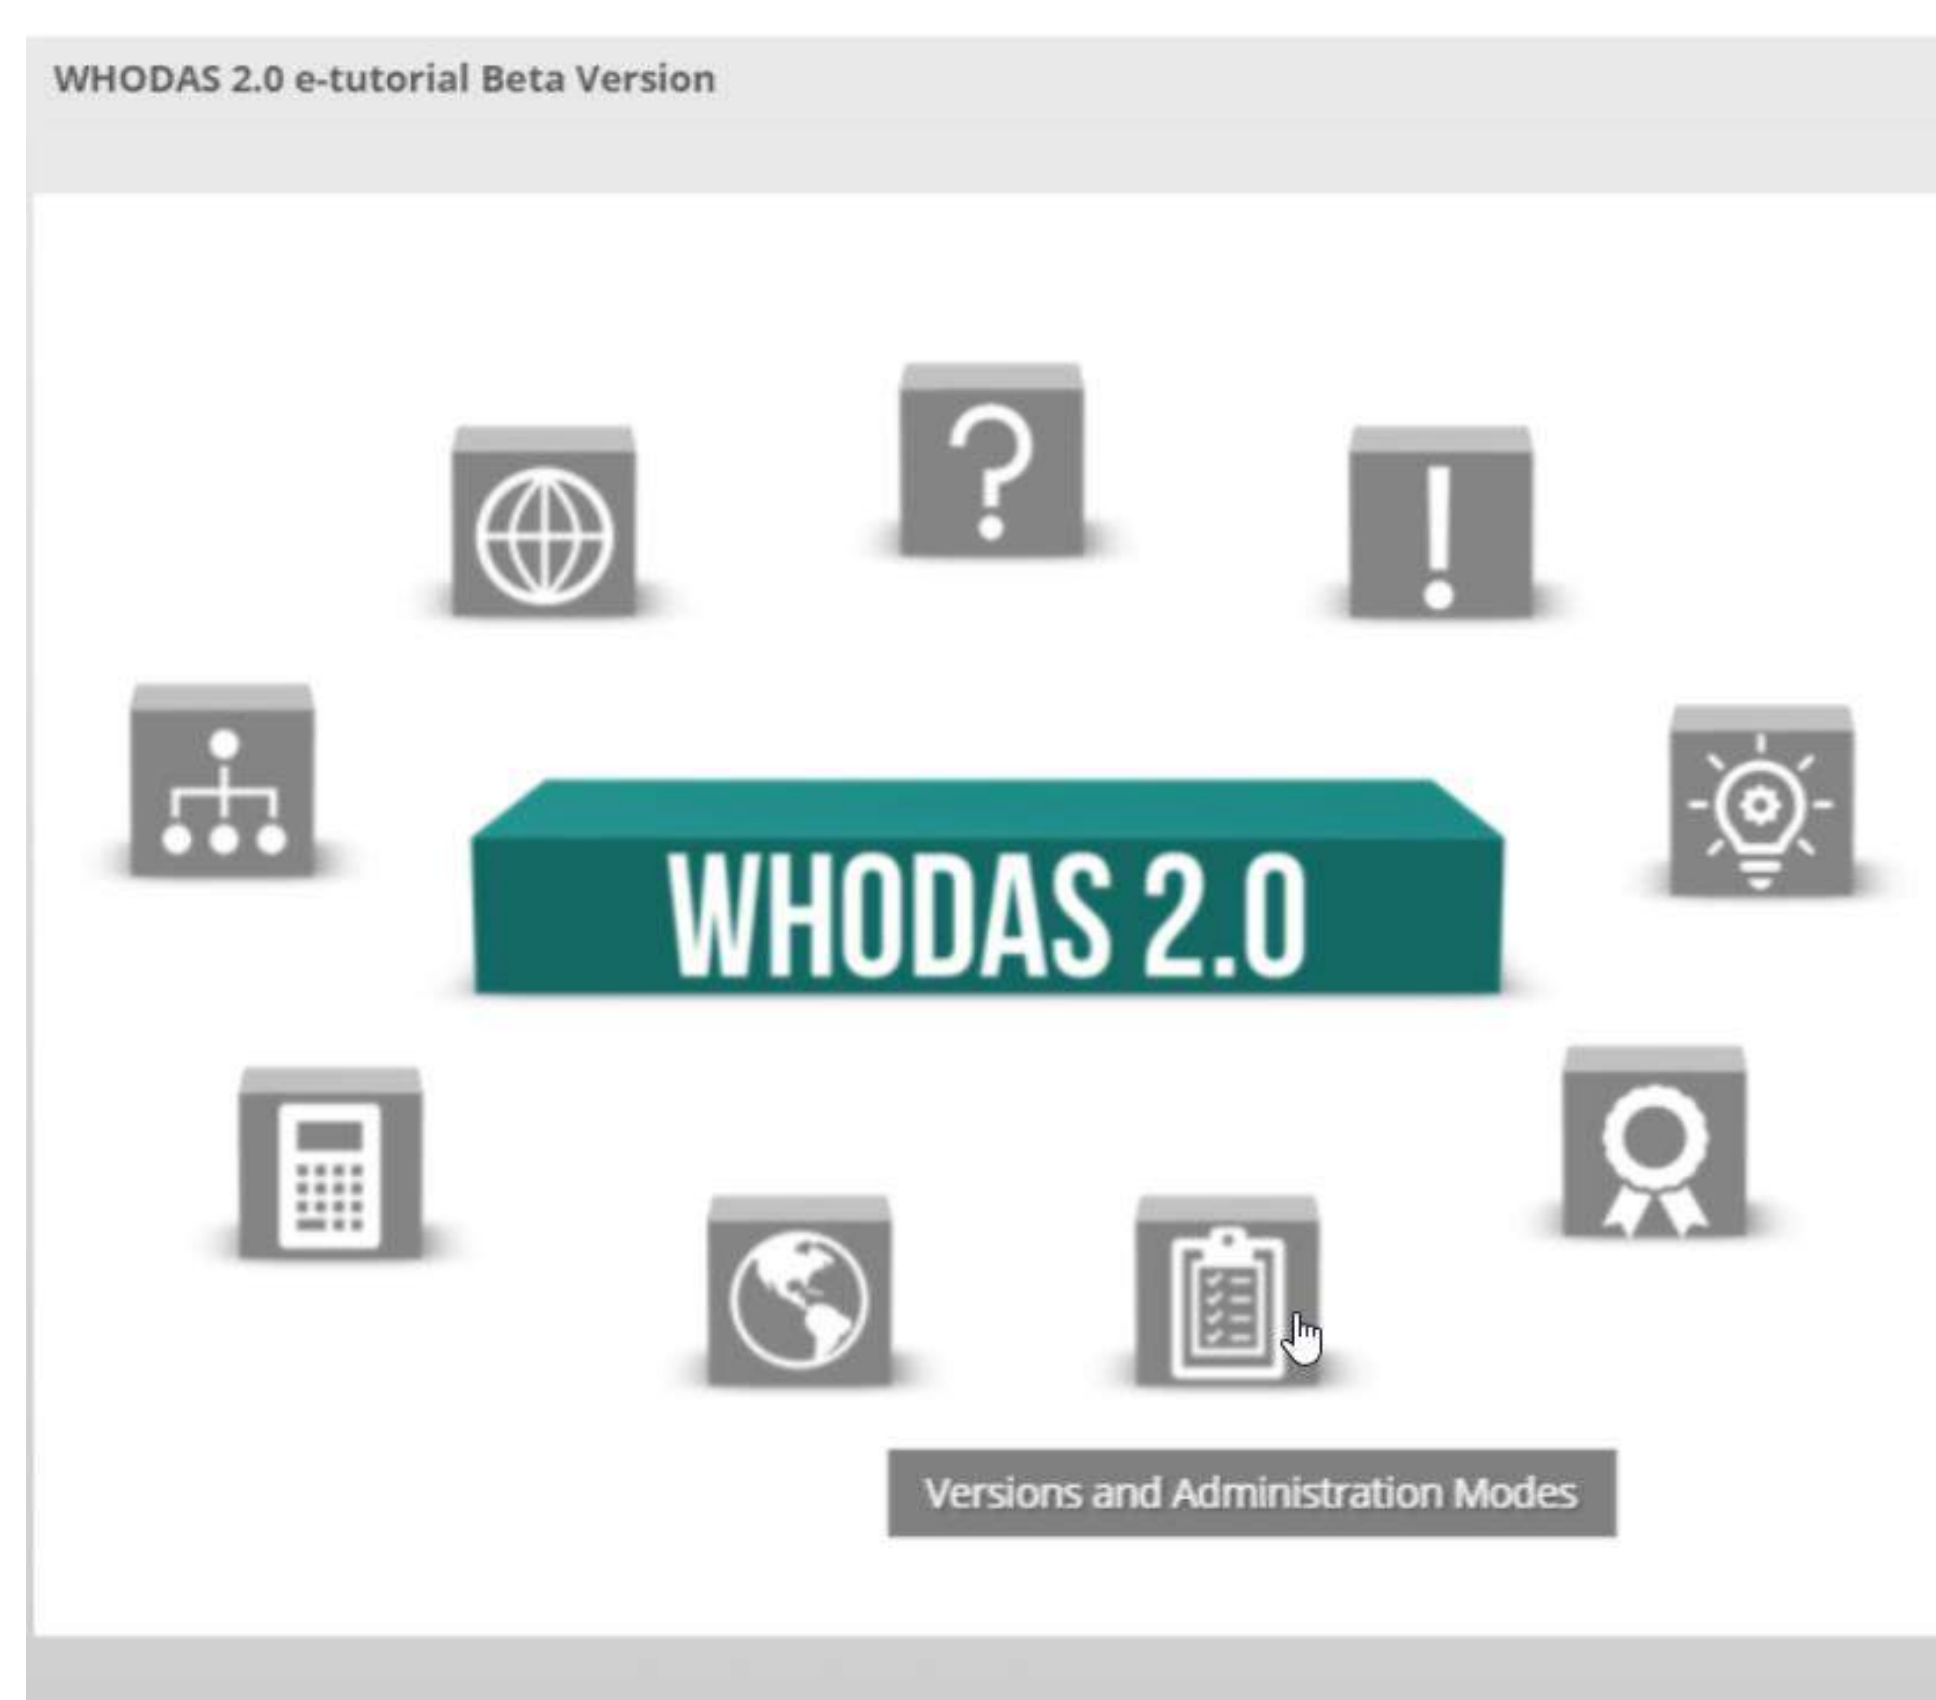 WHODAS 2.0 e-tutorial Beta Version
WHODAS 2.0
Versions and Administration Modes